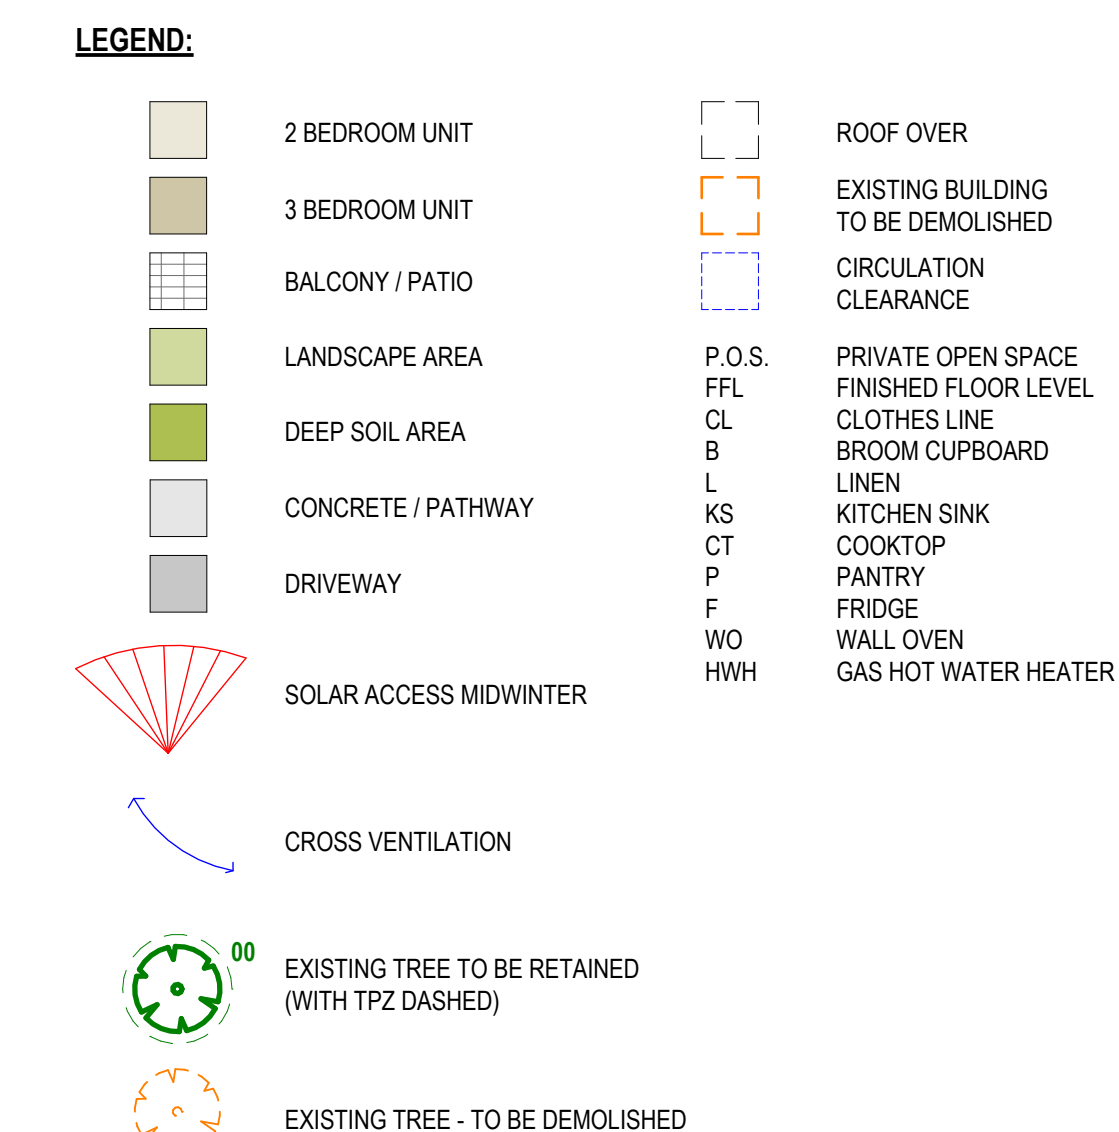 LEGEND:
2 BEDROOM UNIT
3 BEDROOM UNIT
BALCONY / PATIO
LANDSCAPE AREA
DEEP SOIL AREA
CONCRETE / PATHWAY
DRIVEWAY
SOLAR ACCESS MIDWINTER
CROSS VENTILATION
00
EXISTING TREE TO BE RETAINED
(WITH TPZ DASHED)
EXISTING TREE - TO BE DEMOLISHED
ROOF OVER
EXISTING BUILDING
TO BE DEMOLISHED
CIRCULATION
CLEARANCE
P.O.S. PRIVATE OPEN SPACE
FFL FINISHED FLOOR LEVEL
CL CLOTHES LINE
B BROOM CUPBOARD
L LINEN
KS KITCHEN SINK
CT COOKTOP
P PANTRY
F FRIDGE
WO WALL OVEN
HWH GAS HOT WATER HEATER